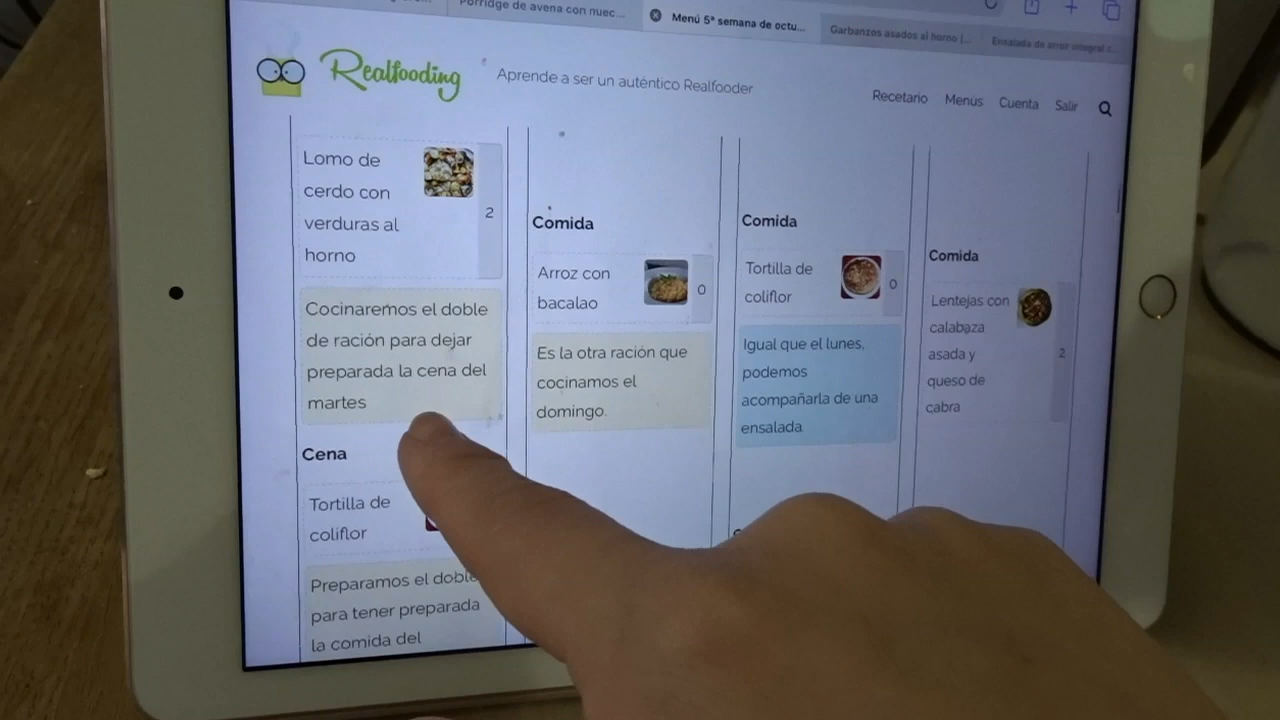 Porridge de avena con nuec...
Menú 5ª semana de octu...
Garbanzos asados al horno |...
Ensalada de arroz integral c...
Realfooding
Aprende a ser un auténtico Realfooder
Recetario
Menús
Cuenta
Salir
Lomo de
cerdo con
verduras al
horno
2
Cocinaremos el doble
de ración para dejar
preparada la cena del
martes
Cena
Tortilla de
coliflor
Preparamos el doble
para tener preparada
la comida del
Comida
Arroz con
bacalao
0
Es la otra ración que
cocinamos el
domingo.
Comida
Tortilla de
coliflor
0
Igual que el lunes,
podemos
acompañarla de una
ensalada.
Comida
Lentejas con
calabaza
asada y
queso de
cabra
2